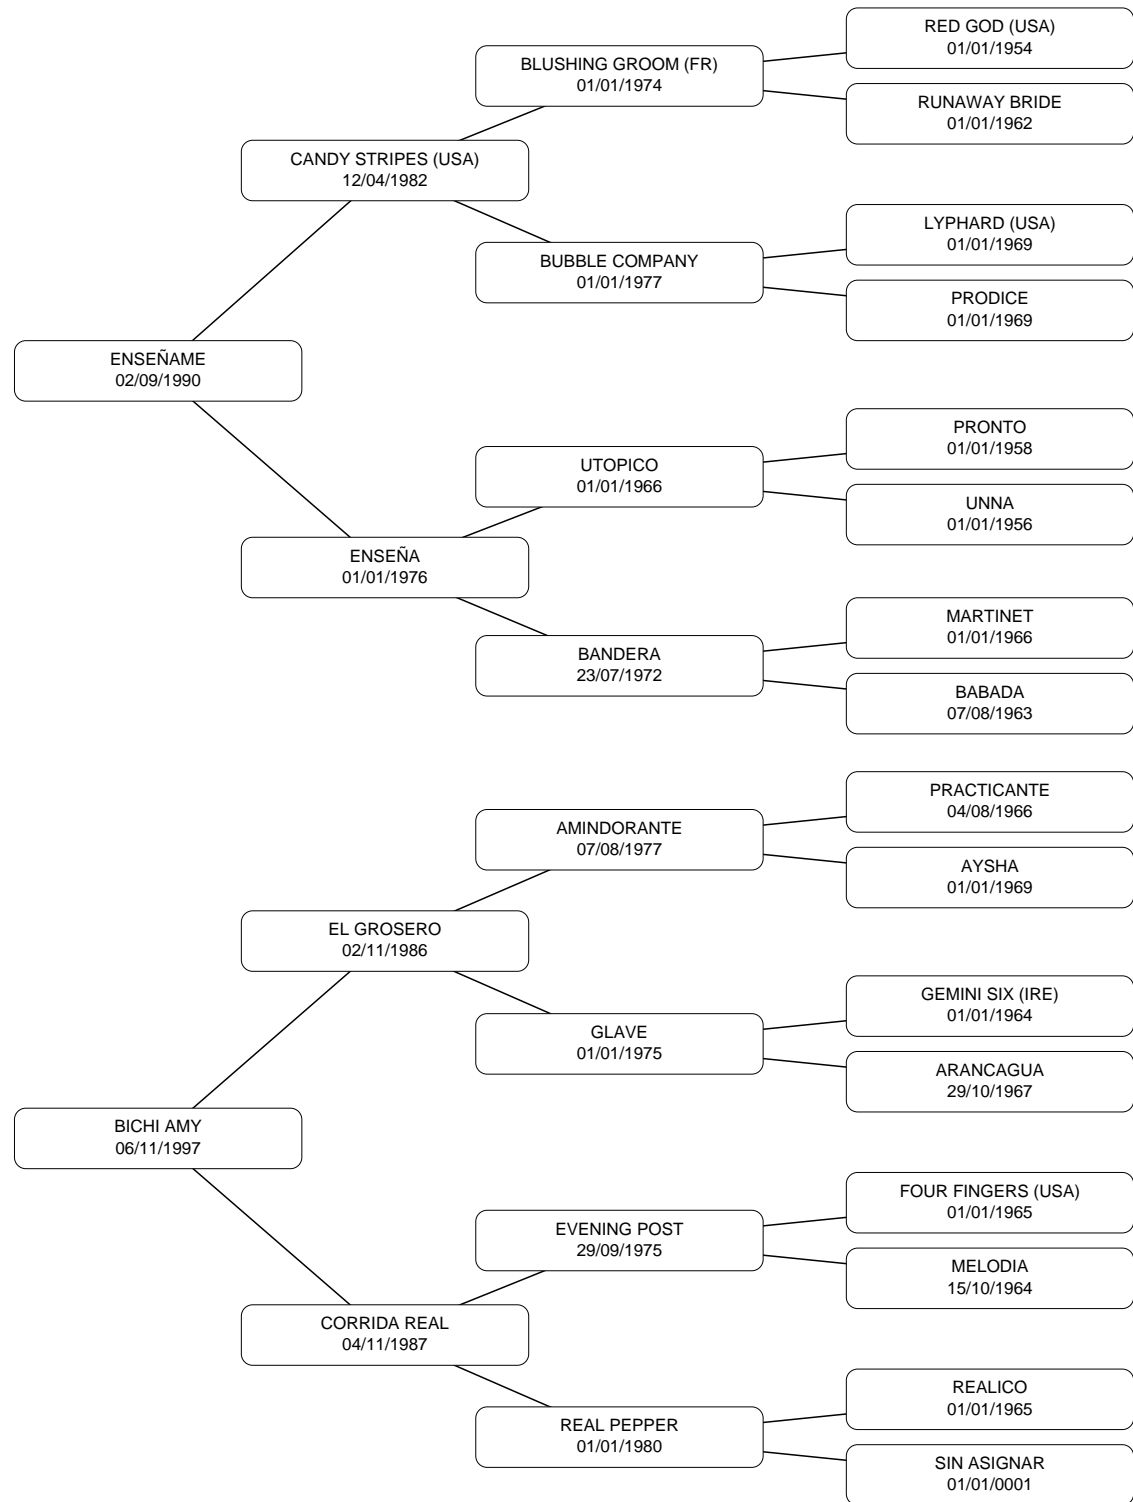 RED GOD (USA)
01/01/1954
BLUSHING GROOM (FR)
01/01/1974
RUNAWAY BRIDE
01/01/1962
CANDY STRIPES (USA)
12/04/1982
LYPHARD (USA)
01/01/1969
BUBBLE COMPANY
01/01/1977
PRODICE
01/01/1969
ENSEÑAME
02/09/1990
PRONTO
01/01/1958
UTOPICO
01/01/1966
UNNA
01/01/1956
ENSEÑA
01/01/1976
MARTINET
01/01/1966
BANDERA
23/07/1972
BABADA
07/08/1963
PRACTICANTE
04/08/1966
AMINDORANTE
07/08/1977
AYSHA
01/01/1969
EL GROSERO
02/11/1986
GEMINI SIX (IRE)
01/01/1964
GLAVE
01/01/1975
ARANCAGUA
29/10/1967
BICHI AMY
06/11/1997
FOUR FINGERS (USA)
01/01/1965
EVENING POST
29/09/1975
MELODIA
15/10/1964
CORRIDA REAL
04/11/1987
REALICO
01/01/1965
REAL PEPPER
01/01/1980
SIN ASIGNAR
01/01/0001